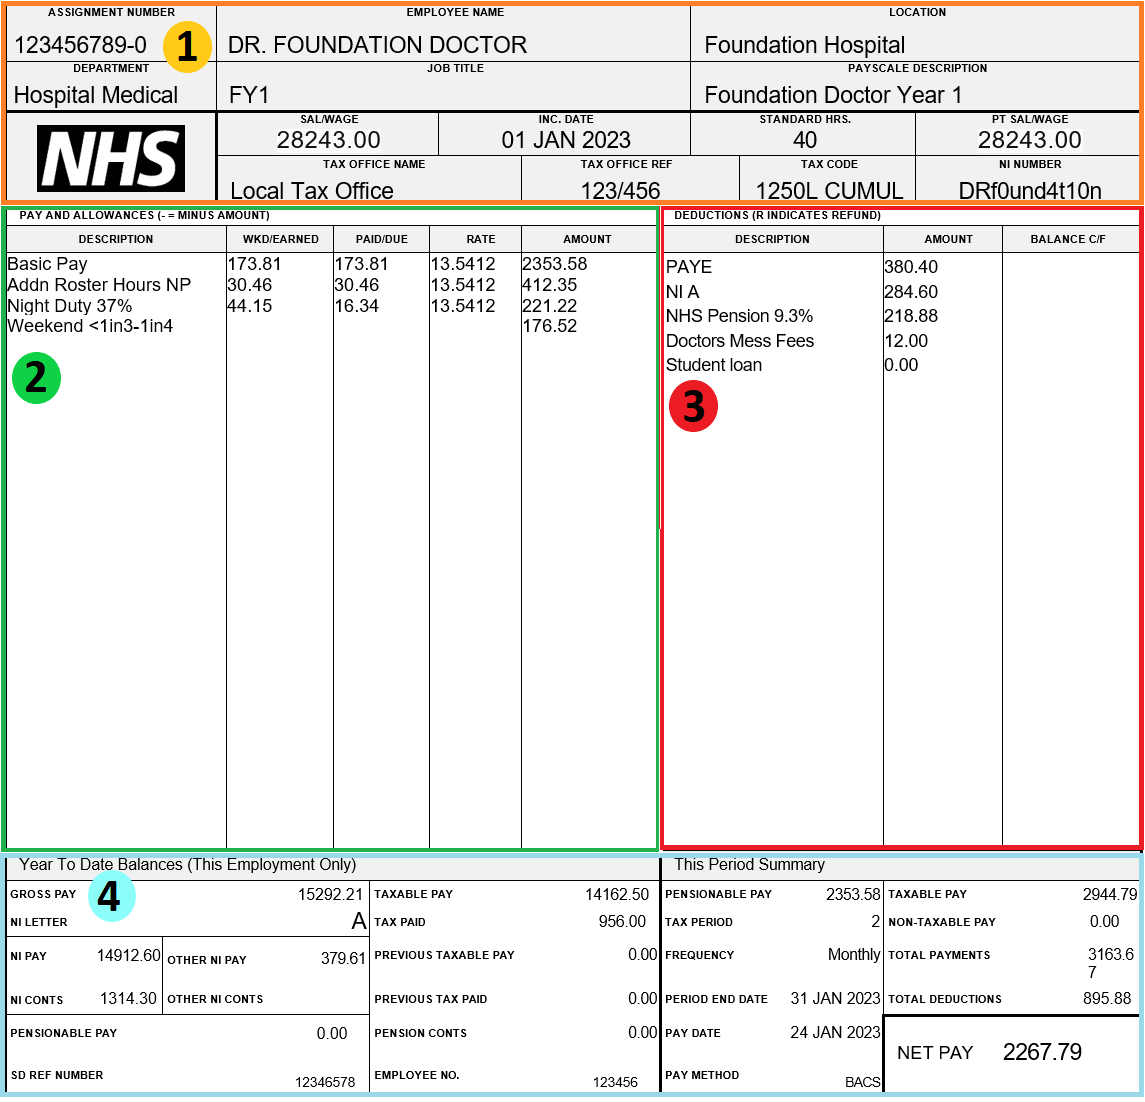 ASSIGNMENT NUMBER EMPLOYEE NAME LOCATION
123456789-0 1 DR. FOUNDATION DOCTOR Foundation Hospital
DEPARTMENT JOB TITLE PAYSCALE DESCRIPTION
Hospital Medical FY1 Foundation Doctor Year 1
NHS
SAL/WAGE INC. DATE STANDARD HRS. PT SAL/WAGE
28243.00 01 JAN 2023 40 28243.00
TAX OFFICE NAME TAX OFFICE REF TAX CODE NI NUMBER
Local Tax Office 123/456 1250L CUMUL DRf0und4t10n
PAY AND ALLOWANCES (- = MINUS AMOUNT)
DESCRIPTION WKD/EARNED PAID/DUE RATE AMOUNT
Basic Pay 173.81 173.81 13.5412 2353.58
Addn Roster Hours NP 30.46 30.46 13.5412 412.35
Night Duty 37% 44.15 16.34 13.5412 221.22
Weekend <1in3-1in4 176.52
2
DEDUCTIONS (R INDICATES REFUND)
DESCRIPTION AMOUNT BALANCE C/F
PAYE 380.40
NI A 284.60
NHS Pension 9.3% 218.88
Doctors Mess Fees 12.00
Student loan 0.00
3
Year To Date Balances (This Employment Only)
4
GROSS PAY 15292.21 TAXABLE PAY 14162.50
NI LETTER A TAX PAID 956.00
NI PAY 14912.60 OTHER NI PAY 379.61 PREVIOUS TAXABLE PAY 0.00
NI CONTS 1314.30 OTHER NI CONTS PREVIOUS TAX PAID 0.00
PENSIONABLE PAY 0.00 PENSION CONTS 0.00
SD REF NUMBER 12346578 EMPLOYEE NO. 123456
This Period Summary
PENSIONABLE PAY 2353.58 TAXABLE PAY 2944.79
TAX PERIOD 2 NON-TAXABLE PAY 0.00
FREQUENCY Monthly TOTAL PAYMENTS 3163.6
7
PERIOD END DATE 31 JAN 2023 TOTAL DEDUCTIONS 895.88
PAY DATE 24 JAN 2023
NET PAY 2267.79
PAY METHOD BACS